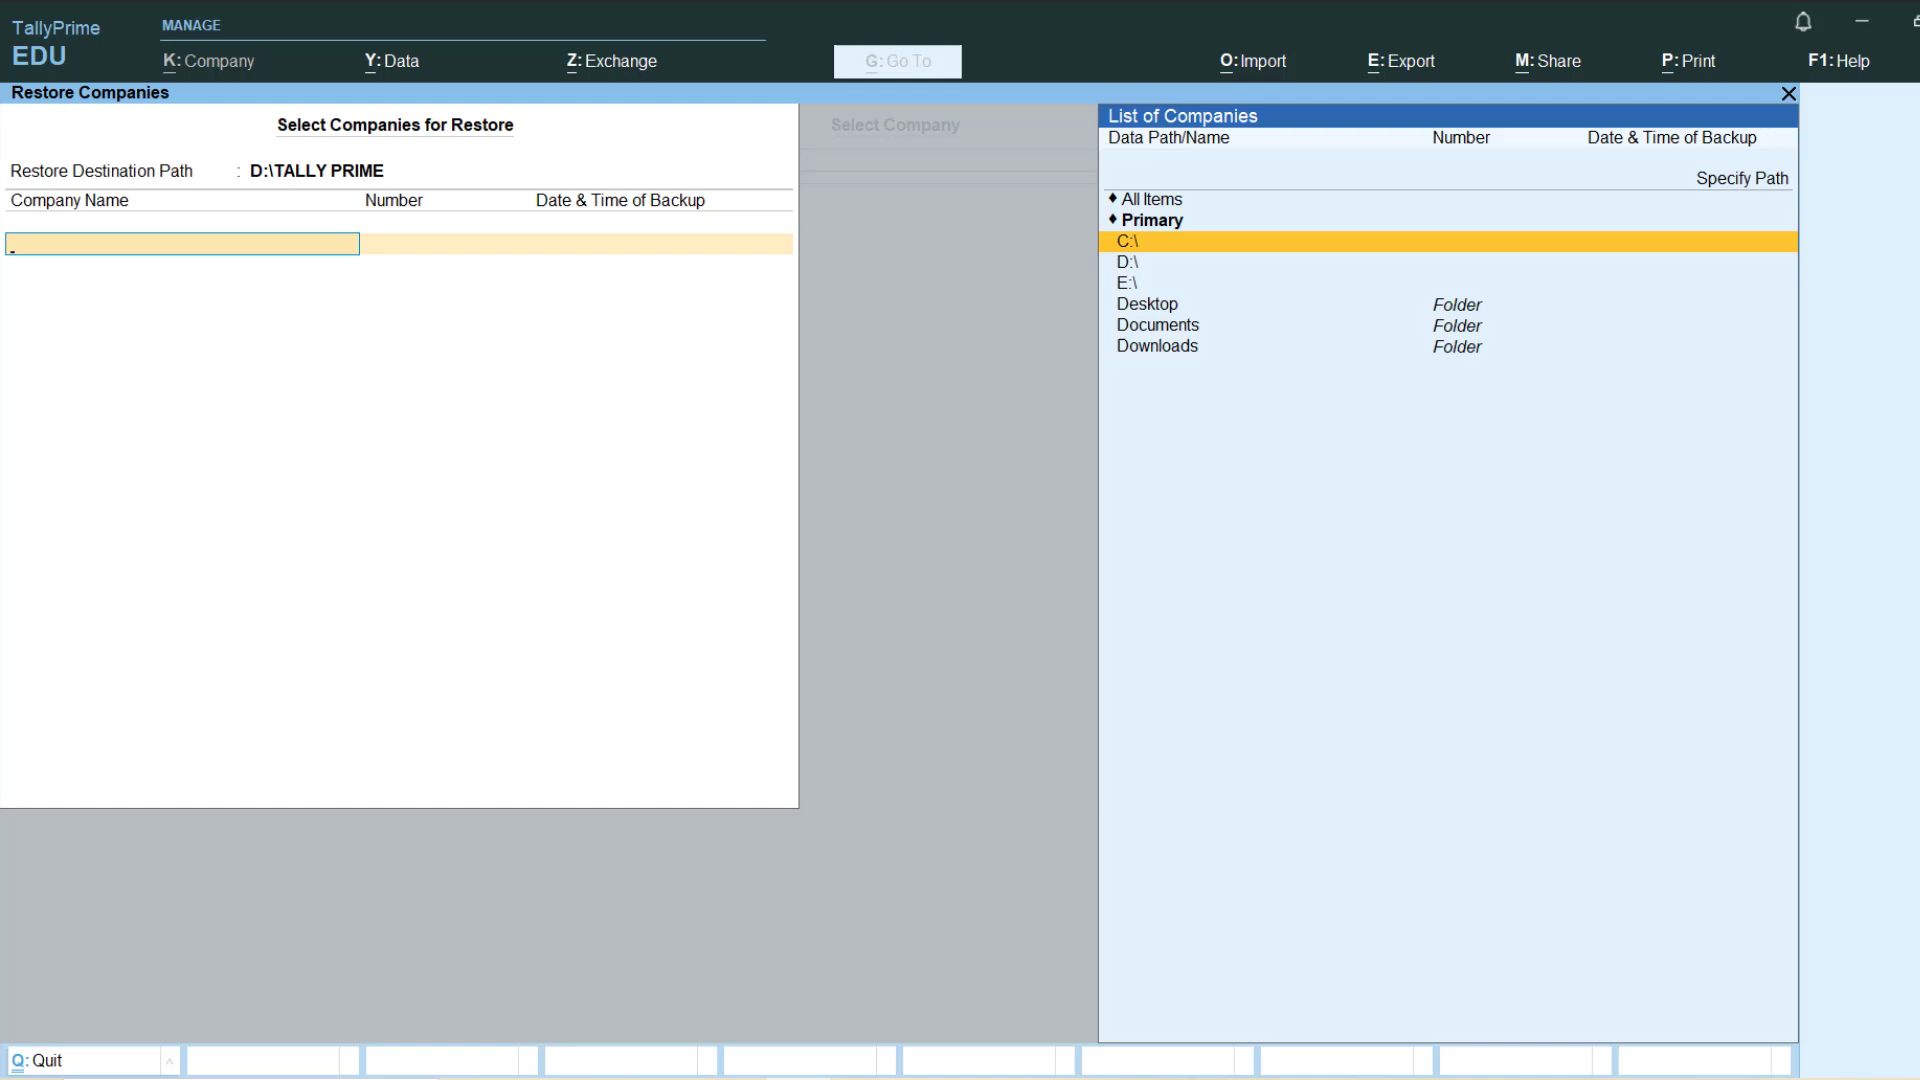 TallyPrime
EDU
MANAGE
K: Company
Y: Data
Z: Exchange
G: Go To
O: Import
E: Export
M: Share
P: Print
F1: Help
Restore Companies
Select Companies for Restore
Restore Destination Path : D:\TALLY PRIME
Company Name Number Date & Time of Backup
Select Company
List of Companies
Data Path/Name Number Date & Time of Backup
Specify Path
♦ All Items
♦ Primary
C:\
D:\
E:\
Desktop Folder
Documents Folder
Downloads Folder
Q: Quit